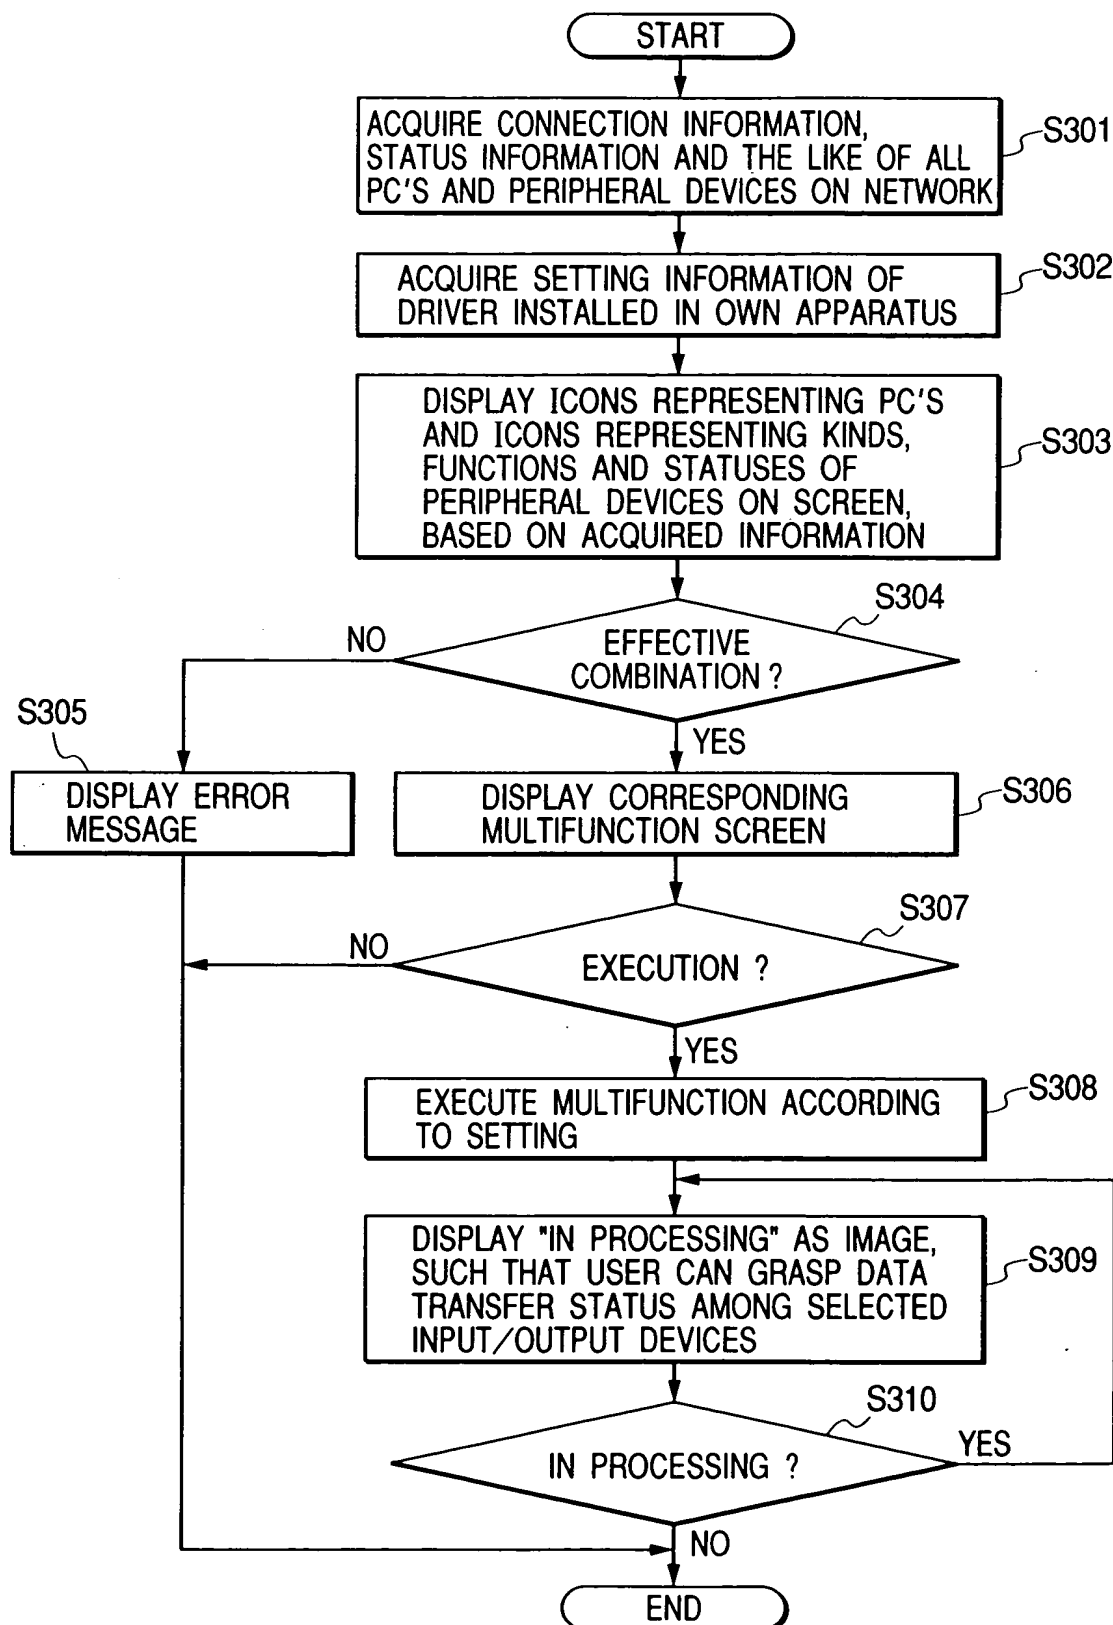 START
ACQUIRE CONNECTION INFORMATION,
STATUS INFORMATION AND THE LIKE OF ALL
PC'S AND PERIPHERAL DEVICES ON NETWORK
S301
ACQUIRE SETTING INFORMATION OF
DRIVER INSTALLED IN OWN APPARATUS
S302
DISPLAY ICONS REPRESENTING PC'S
AND ICONS REPRESENTING KINDS,
FUNCTIONS AND STATUSES OF
PERIPHERAL DEVICES ON SCREEN,
BASED ON ACQUIRED INFORMATION
S303
S304
EFFECTIVE
COMBINATION ?
NO
YES
S305
DISPLAY ERROR
MESSAGE
DISPLAY CORRESPONDING
MULTIFUNCTION SCREEN
S306
S307
EXECUTION ?
NO
YES
EXECUTE MULTIFUNCTION ACCORDING
TO SETTING
S308
DISPLAY "IN PROCESSING" AS IMAGE,
SUCH THAT USER CAN GRASP DATA
TRANSFER STATUS AMONG SELECTED
INPUT/OUTPUT DEVICES
S309
S310
IN PROCESSING ?
YES
NO
END